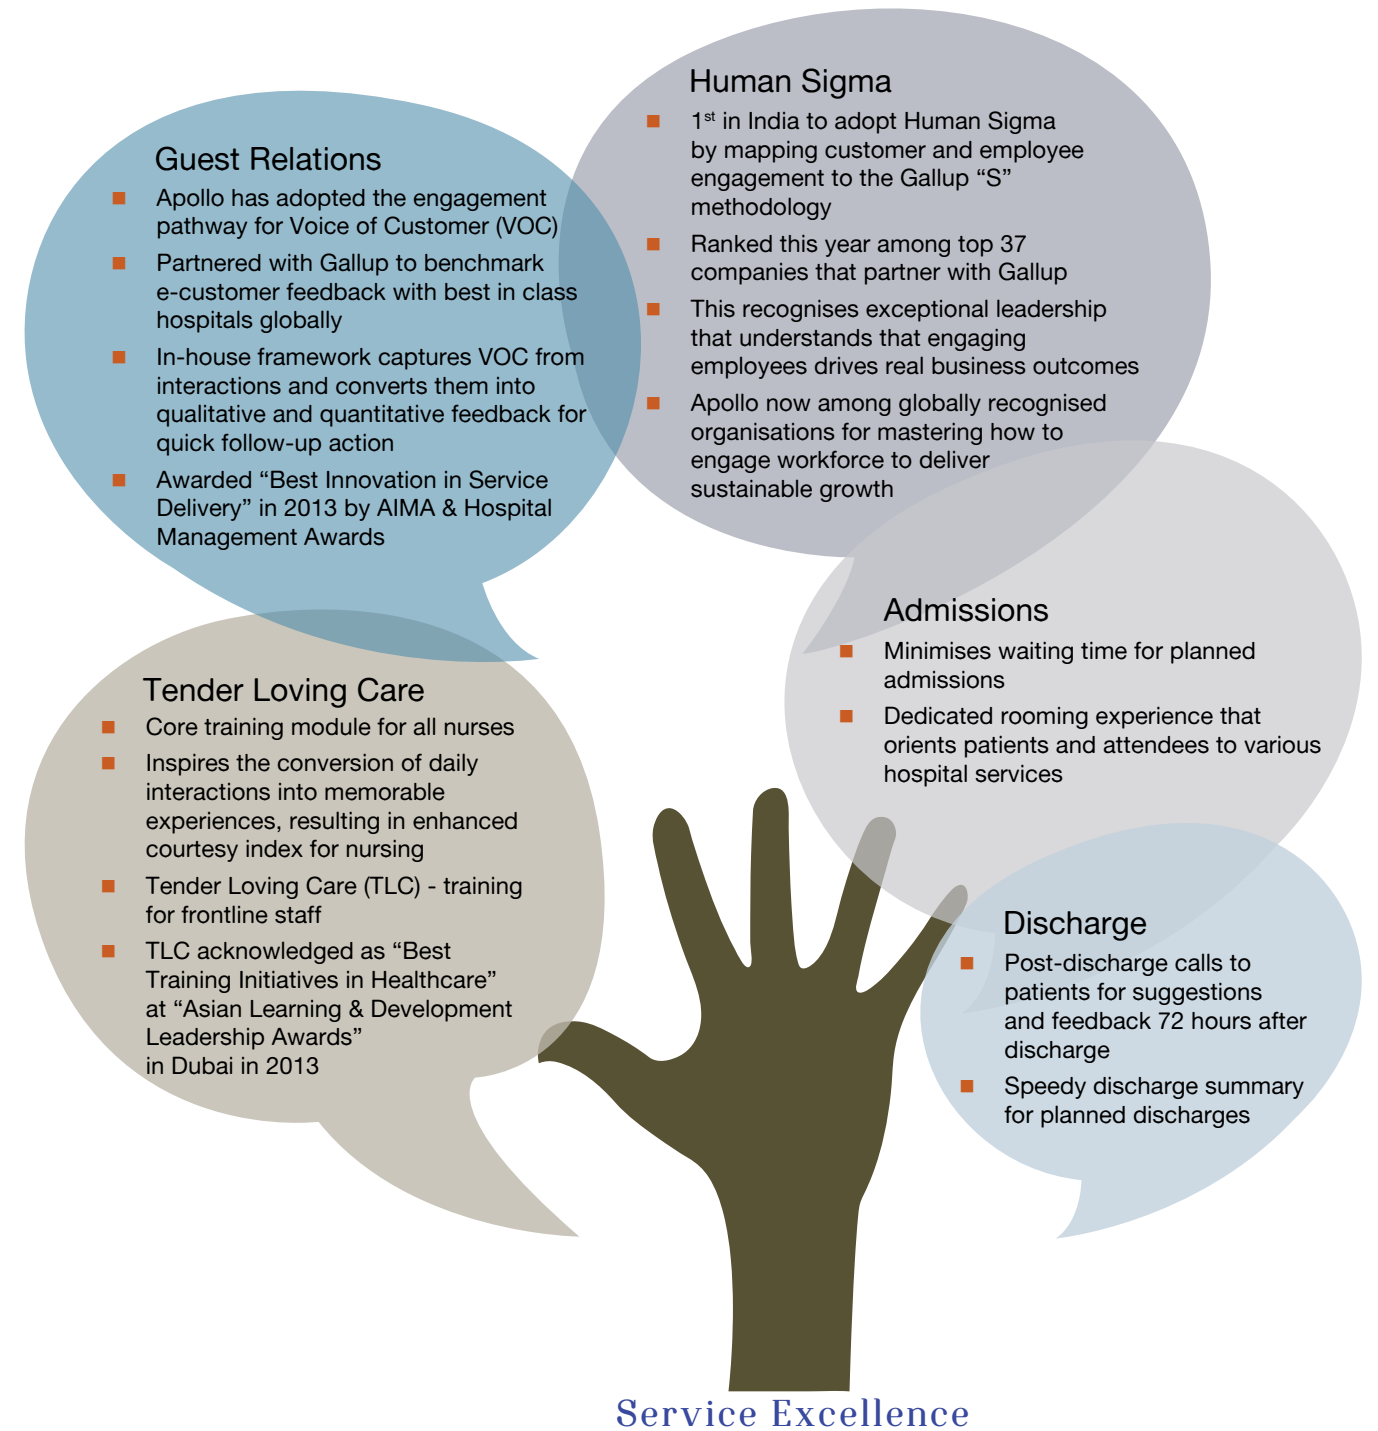 Human Sigma
1st in India to adopt Human Sigma
by mapping customer and employee
engagement to the Gallup “S”
methodology
Ranked this year among top 37
companies that partner with Gallup
This recognises exceptional leadership
that understands that engaging
employees drives real business outcomes
Apollo now among globally recognised
organisations for mastering how to
engage workforce to deliver
sustainable growth
Guest Relations
Apollo has adopted the engagement
pathway for Voice of Customer (VOC)
Partnered with Gallup to benchmark
e-customer feedback with best in class
hospitals globally
In-house framework captures VOC from
interactions and converts them into
qualitative and quantitative feedback for
quick follow-up action
Awarded “Best Innovation in Service
Delivery” in 2013 by AIMA & Hospital
Management Awards
Admissions
Minimises waiting time for planned
admissions
Dedicated rooming experience that
orients patients and attendees to various
hospital services
Tender Loving Care
Core training module for all nurses
Inspires the conversion of daily
interactions into memorable
experiences, resulting in enhanced
courtesy index for nursing
Tender Loving Care (TLC) - training
for frontline staff
TLC acknowledged as “Best
Training Initiatives in Healthcare”
at “Asian Learning & Development
Leadership Awards”
in Dubai in 2013
Discharge
Post-discharge calls to
patients for suggestions
and feedback 72 hours after
discharge
Speedy discharge summary
for planned discharges
Service Excellence